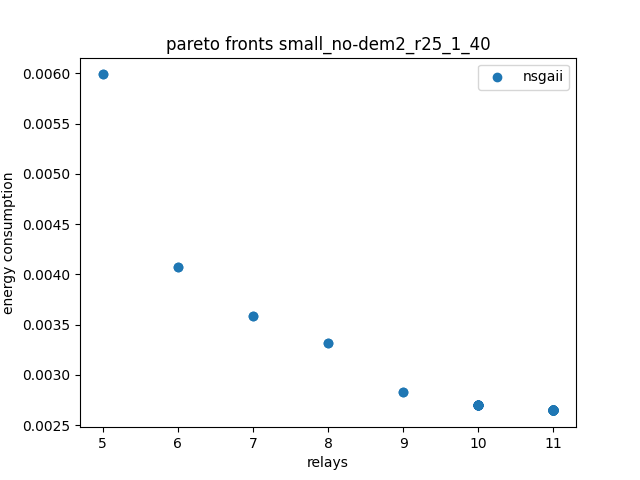 pareto fronts small_no-dem2_r25_1_40
nsgaii
0.0060
0.0055
0.0050
0.0045
0.0040
0.0035
0.0030
0.0025
energy consumption
5 6 7 8 9 10 11
relays